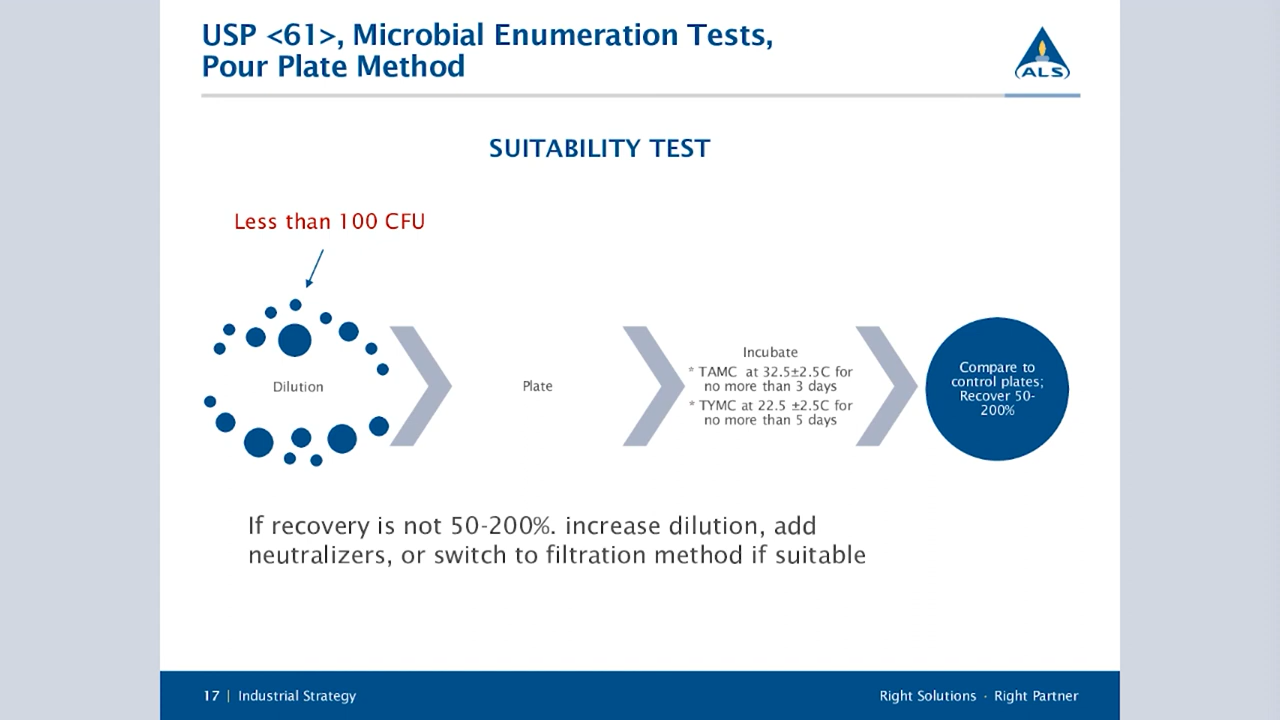 USP <61>, Microbial Enumeration Tests,
Pour Plate Method
ALS
SUITABILITY TEST
Less than 100 CFU
Dilution
Plate
Incubate
* TAMC at 32.5±2.5C for
no more than 3 days
* TYMC at 22.5 ±2.5C for
no more than 5 days
Compare to
control plates;
Recover 50-
200%
If recovery is not 50-200%. increase dilution, add
neutralizers, or switch to filtration method if suitable
17 | Industrial Strategy
Right Solutions · Right Partner